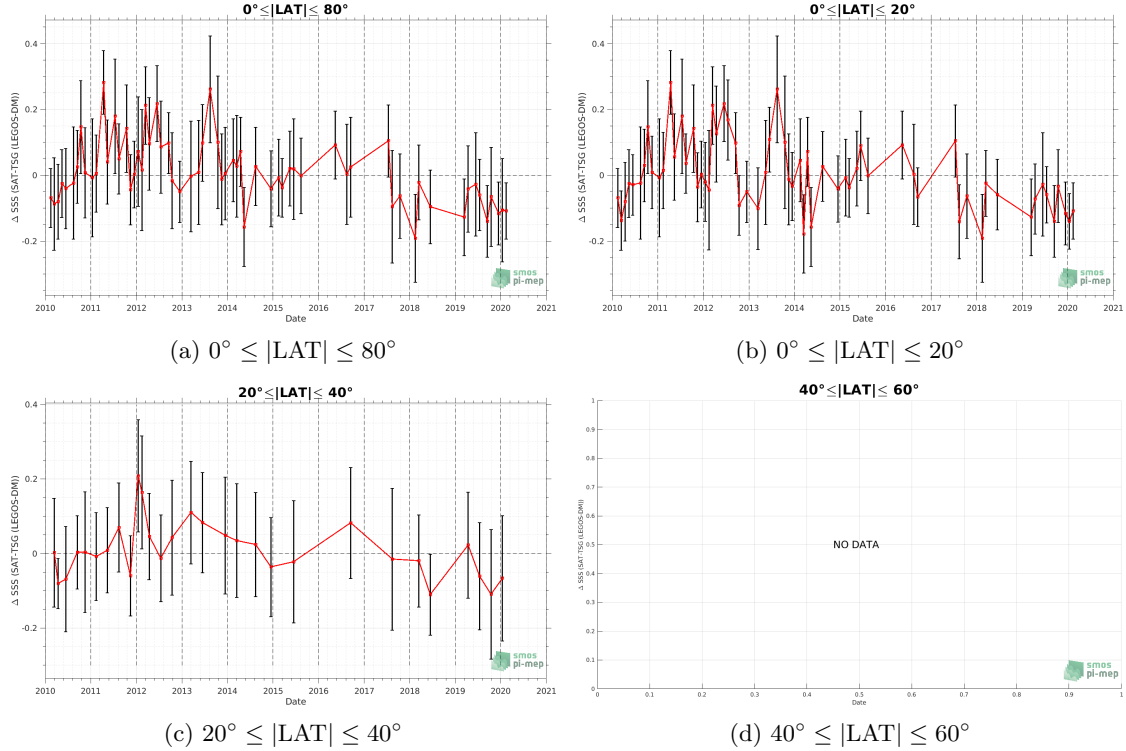 0°≤|LAT|≤ 80°
Δ SSS (SAT-TSG (LEGOS-DM))
0.4
0.2
0
-0.2
2010 2011 2012 2013 2014 2015 2016 2017 2018 2019 2020 2021
Date
smos
pi-mep
(a) 0° ≤ |LAT| ≤ 80°
0°≤|LAT|≤ 20°
Δ SSS (SAT-TSG (LEGOS-DM))
0.4
0.2
0
-0.2
2010 2011 2012 2013 2014 2015 2016 2017 2018 2019 2020 2021
Date
smos
pi-mep
(b) 0° ≤ |LAT| ≤ 20°
20°≤|LAT|≤ 40°
Δ SSS (SAT-TSG (LEGOS-DM))
0.4
0.2
0
-0.2
2010 2011 2012 2013 2014 2015 2016 2017 2018 2019 2020 2021
Date
smos
pi-mep
(c) 20° ≤ |LAT| ≤ 40°
40°≤|LAT|≤ 60°
Δ SSS (SAT-TSG (LEGOS-DM))
1
0.9
0.8
0.7
0.6
0.5
0.4
0.3
0.2
0.1
0
NO DATA
0 0.1 0.2 0.3 0.4 0.5 0.6 0.7 0.8 0.9 1
Date
smos
pi-mep
(d) 40° ≤ |LAT| ≤ 60°